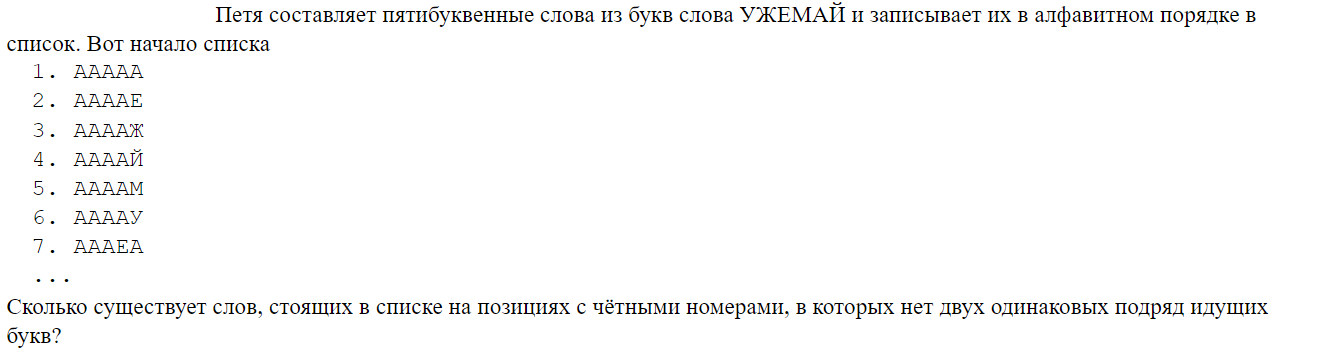 Петя составляет пятибуквенные слова из букв слова УЖЕМАЙ и записывает их в алфавитном порядке в
список. Вот начало списка
1. ААААА
2. ААААЕ
3. ААААЖ
4. ААААЙ
5. ААААМ
6. ААААУ
7. АААЕА
...
Сколько существует слов, стоящих в списке на позициях с чётными номерами, в которых нет двух одинаковых подряд идущих
букв?